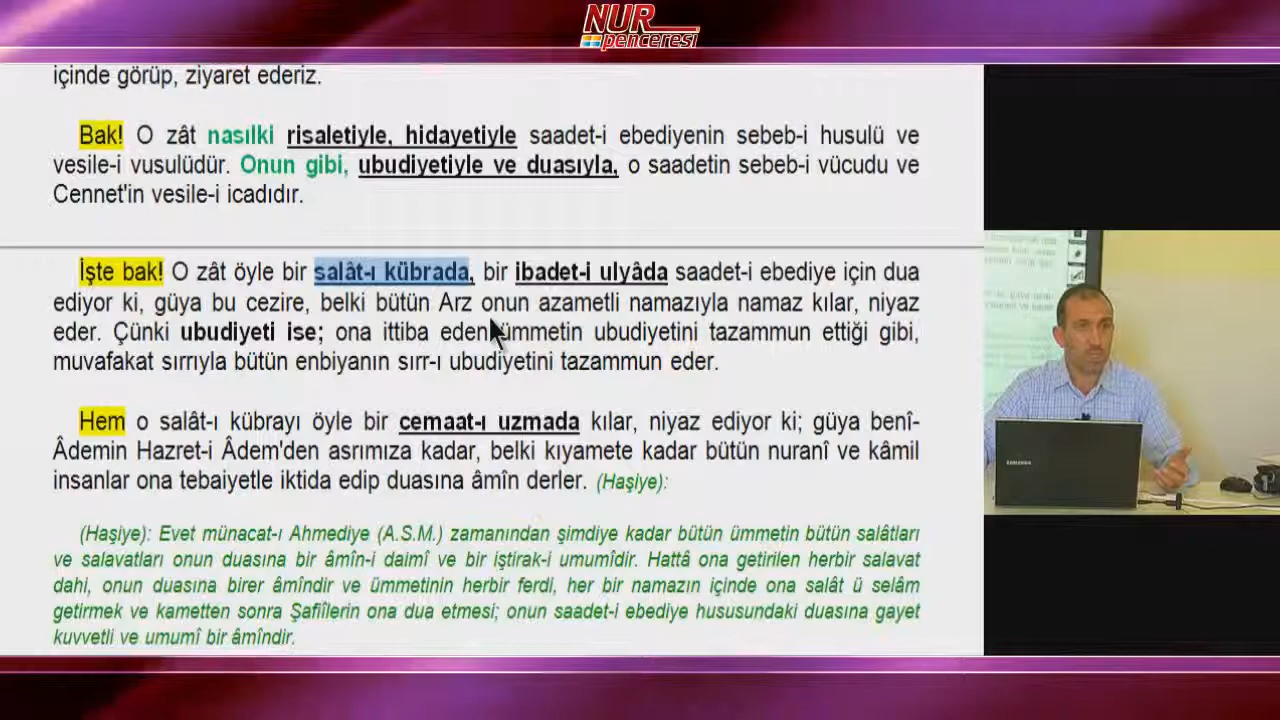 NUR
penceresi
içinde görüp, ziyaret ederiz.
Bak! O zât nasılki risaletiyle, hidayetiyle saadet-i ebediyenin sebeb-i husulü ve
vesile-i vusulüdür. Onun gibi, ubudiyetiyle ve duasıyla, o saadetin sebeb-i vücudu ve
Cennet'in vesile-i icadıdır.
İşte bak! O zât öyle bir salât-ı kübrada, bir ibadet-i ulyâda saadet-i ebediye için dua
ediyor ki, güya bu cezire, belki bütün Arz onun azametli namazıyla namaz kılar, niyaz
eder. Çünki ubudiyeti ise; ona ittiba eden ümmetin ubudiyetini tazammun ettiği gibi,
muvafakat sırrıyla bütün enbiyanın sırr-ı ubudiyetini tazammun eder.
Hem o salât-ı kübrayı öyle bir cemaat-ı uzmada kılar, niyaz ediyor ki; güya benî-
Âdemin Hazret-i Âdem'den asrımıza kadar, belki kıyamete kadar bütün nuranî ve kâmil
insanlar ona tebaiyetle iktida edip duasına âmîn derler. (Haşiye):
(Haşiye): Evet münacat-ı Ahmediye (A.S.M.) zamanından şimdiye kadar bütün ümmetin bütün salâtları
ve salavatları onun duasına bir âmîn-i daimî ve bir iştirak-i umumîdir. Hattâ ona getirilen herbir salavat
dahi, onun duasına birer âmîndir ve ümmetinin herbir ferdi, her bir namazın içinde ona salât ü selâm
getirmek ve kametten sonra Şafiîlerin ona dua etmesi; onun saadet-i ebediye hususundaki duasına gayet
kuvvetli ve umumî bir âmîndir.
SAMSUNG